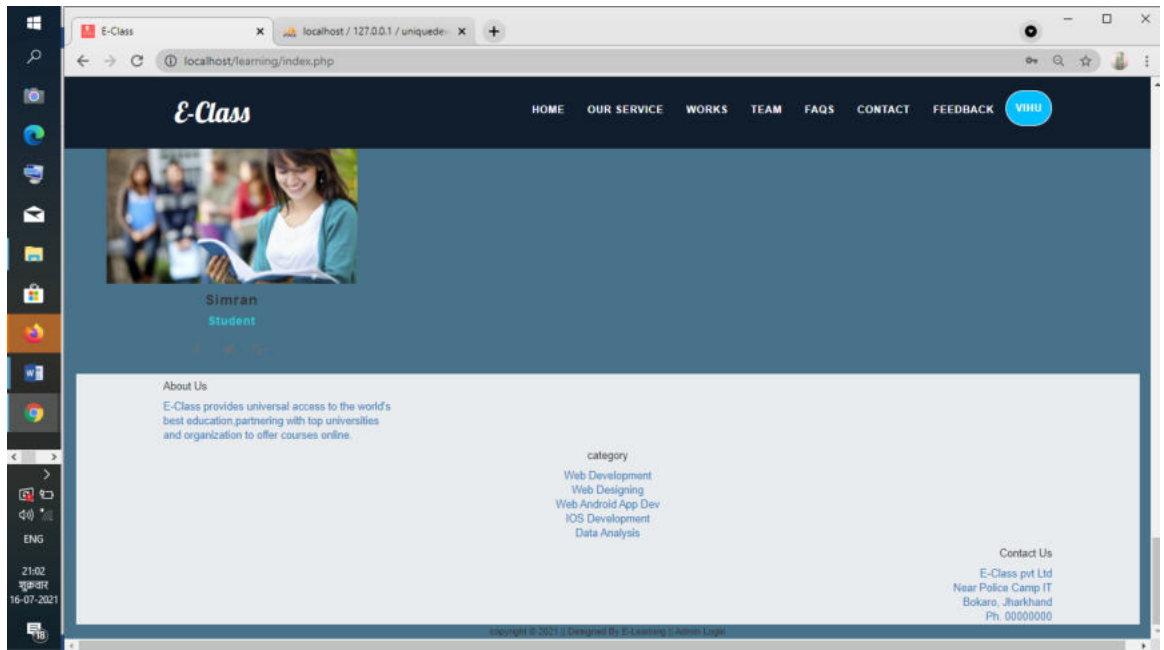 E-Class
localhost / 127.0.0.1 / uniquede
localhost/learning/index.php
E-Class
HOME OUR SERVICE WORKS TEAM FAQS CONTACT FEEDBACK VIHU
Simran
Student
About Us
E-Class provides universal access to the world's
best education,partnering with top universities
and organization to offer courses online.
category
Web Development
Web Designing
Web Android App Dev
IOS Development
Data Analysis
Contact Us
E-Class pvt Ltd
Near Police Camp IT
Bokaro, Jharkhand
Ph. 00000000
copyright © 2021 || Designed By E-Learning || Admin Login
ENG
21:02
शुक्रवार
16-07-2021
18